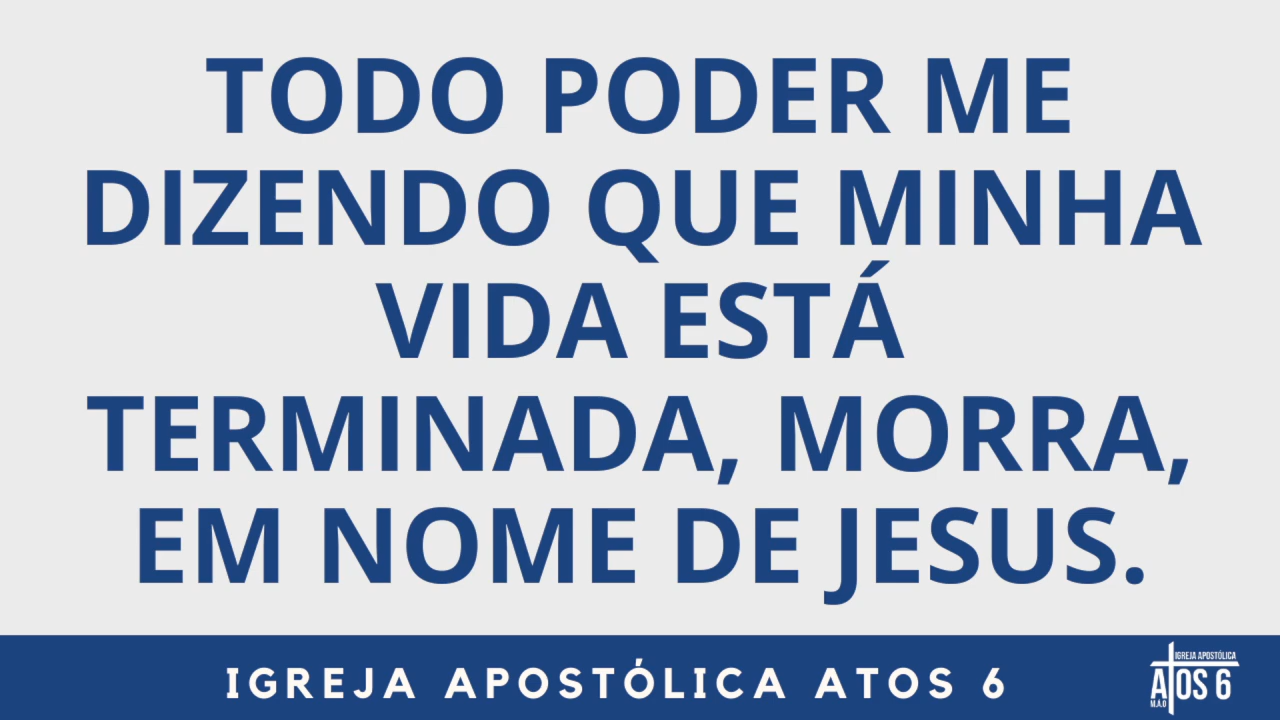 TODO PODER ME
DIZENDO QUE MINHA
VIDA ESTÁ
TERMINADA, MORRA,
EM NOME DE JESUS.
IGREJA APOSTÓLICA ATOS 6
IGREJA APOSTÓLICA
ATOS 6
M.A.O